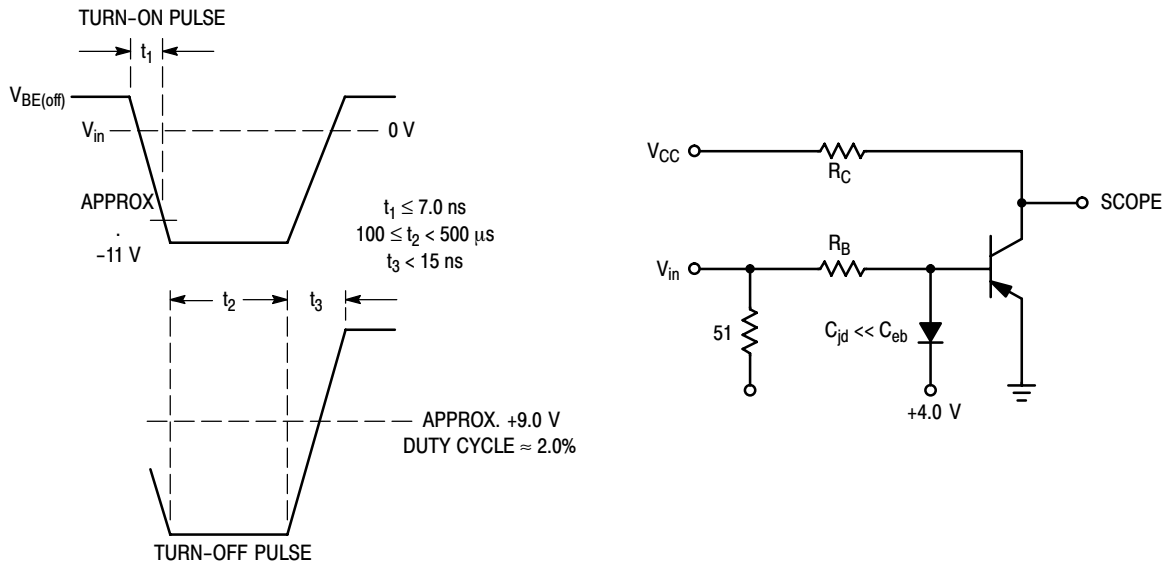 TURN-ON PULSE
t1
VBE(off)
Vin
0 V
APPROX
.
-11 V
t1 ≤ 7.0 ns
100 ≤ t2 < 500 μs
t3 < 15 ns
t2
t3
APPROX. +9.0 V
DUTY CYCLE ≈ 2.0%
TURN-OFF PULSE
VCC
RC
SCOPE
Vin
RB
51
Cjd << Ceb
+4.0 V